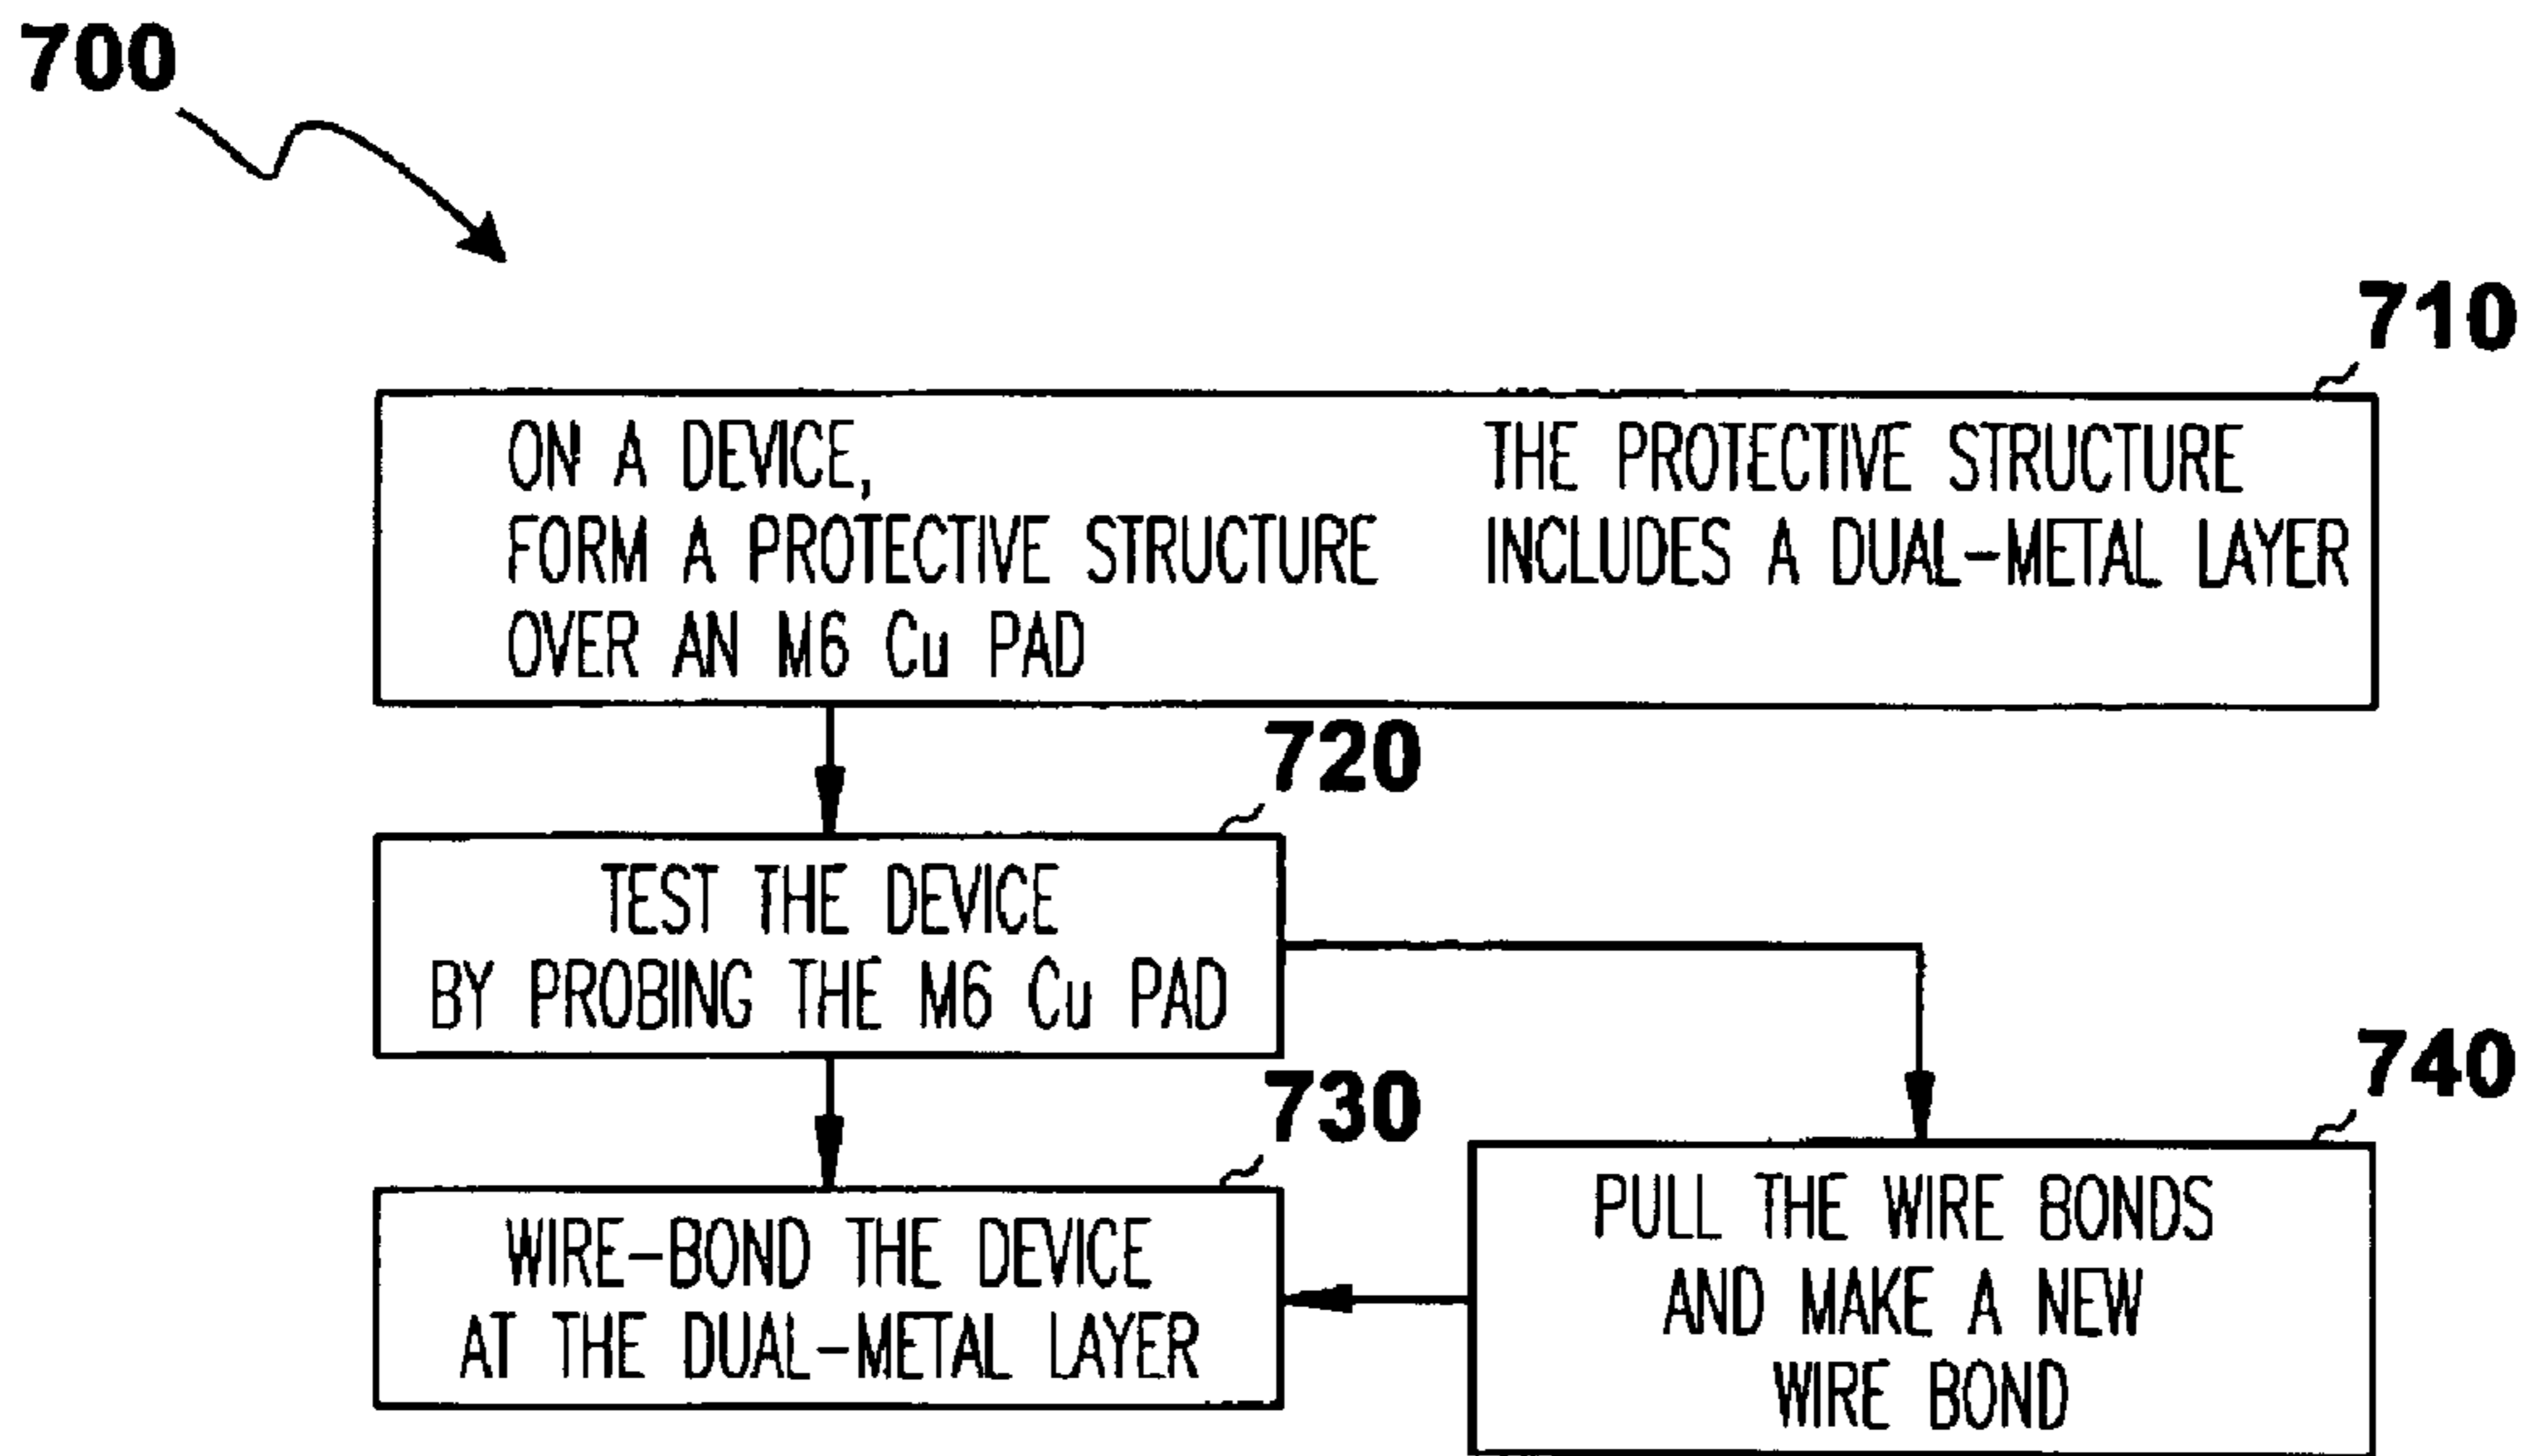 700
710
ON A DEVICE,
FORM A PROTECTIVE STRUCTURE
OVER AN M6 Cu PAD
THE PROTECTIVE STRUCTURE
INCLUDES A DUAL-METAL LAYER
720
TEST THE DEVICE
BY PROBING THE M6 Cu PAD
730
WIRE-BOND THE DEVICE
AT THE DUAL-METAL LAYER
740
PULL THE WIRE BONDS
AND MAKE A NEW
WIRE BOND